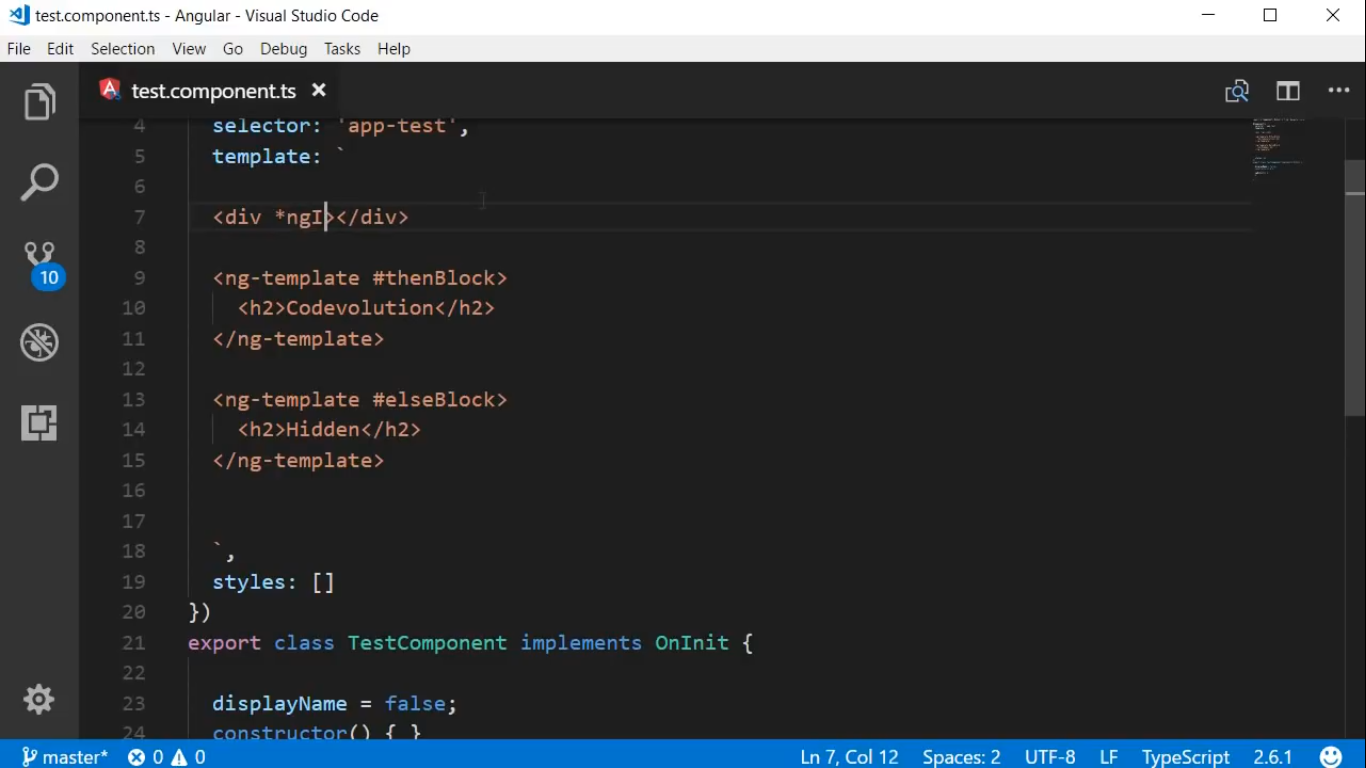 test.component.ts - Angular - Visual Studio Code
File Edit Selection View Go Debug Tasks Help
test.component.ts
4 selector: 'app-test',
5 template: `
6
7 <div *ngI></div>
8
9 <ng-template #thenBlock>
10 <h2>Codevolution</h2>
11 </ng-template>
12
13 <ng-template #elseBlock>
14 <h2>Hidden</h2>
15 </ng-template>
16
17
18 `,
19 styles: []
20 })
21 export class TestComponent implements OnInit {
22
23 displayName = false;
24 constructor() { }
10
master* 0 0 Ln 7, Col 12 Spaces: 2 UTF-8 LF TypeScript 2.6.1